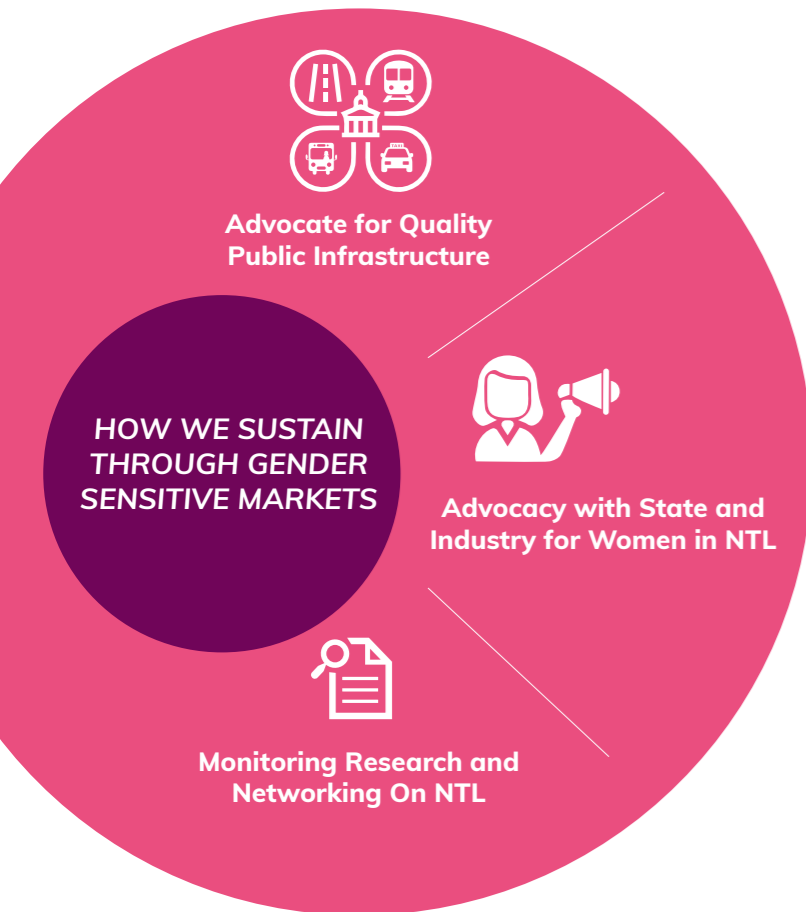 Advocate for Quality
Public Infrastructure
HOW WE SUSTAIN
THROUGH GENDER
SENSITIVE MARKETS
Advocacy with State and
Industry for Women in NTL
Monitoring Research and
Networking On NTL